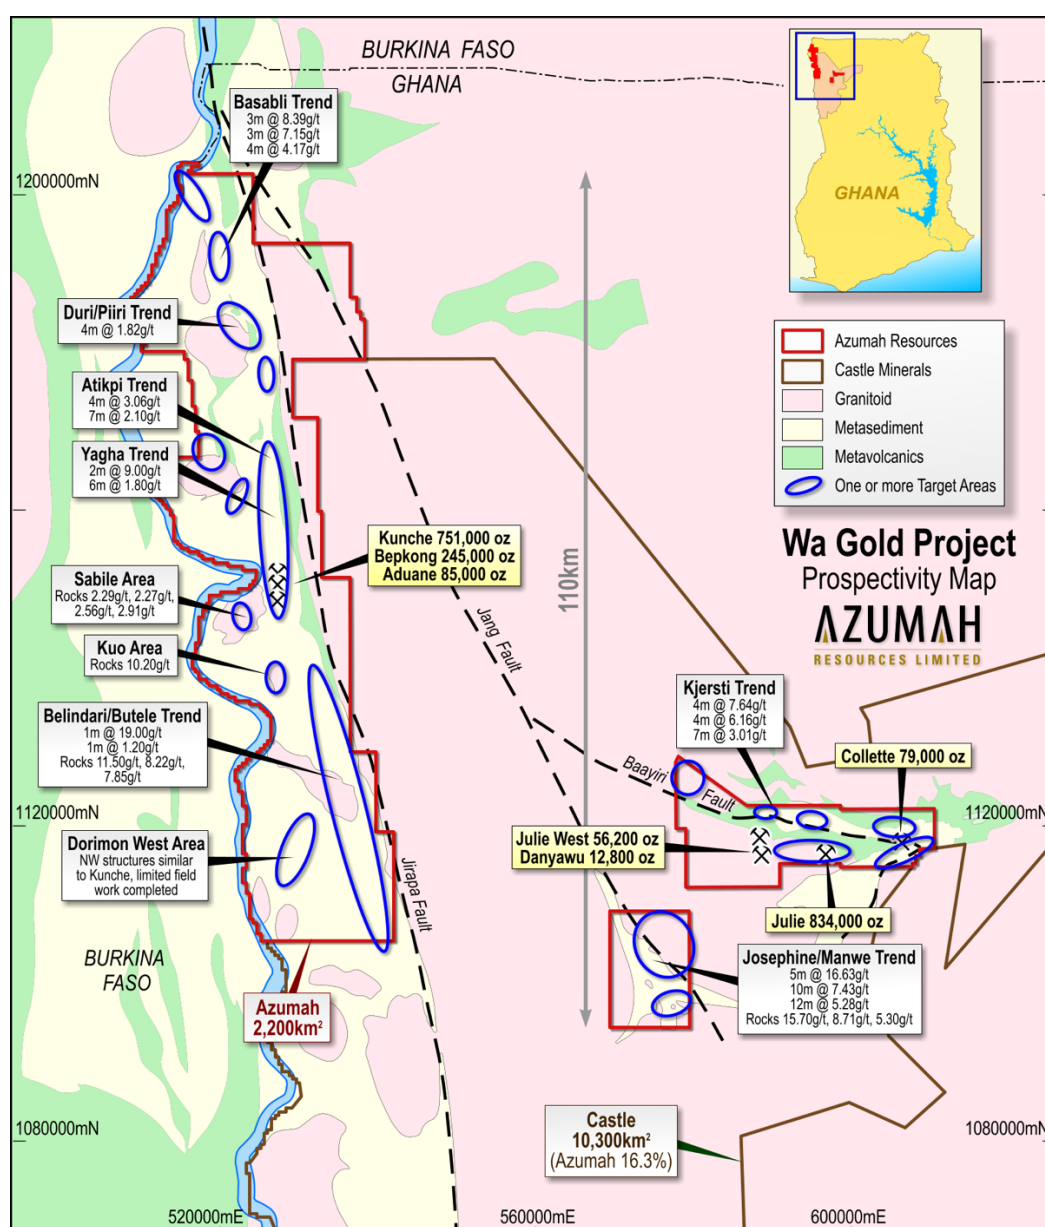 BURKINA FASO
GHANA
Basabli Trend
3m @ 8.39g/t
3m @ 7.15g/t
4m @ 4.17g/t
1200000mN
GHANA
Duri/Piiri Trend
4m @ 1.82g/t
Atikpi Trend
4m @ 3.06g/t
7m @ 2.10g/t
Yagha Trend
2m @ 9.00g/t
6m @ 1.80g/t
Azumah Resources
Castle Minerals
Granitoid
Metasediment
Metavolcanics
One or more Target Areas
Wa Gold Project
Prospectivity Map
AZUMAH
RESOURCES LIMITED
Kunche 751,000 oz
Bepkong 245,000 oz
Aduane 85,000 oz
110km
Sabile Area
Rocks 2.29g/t, 2.27g/t,
2.56g/t, 2.91g/t
Kuo Area
Rocks 10.20g/t
Jang Fault
Belindari/Butele Trend
1m @ 19.00g/t
1m @ 1.20g/t
Rocks 11.50g/t, 8.22g/t,
7.85g/t
Kjersti Trend
4m @ 7.64g/t
4m @ 6.16g/t
7m @ 3.01g/t
Collette 79,000 oz
Baayiri Fault
1120000mN
1120000mN
Dorimon West Area
NW structures similar
to Kunche, limited field
work completed
Jirapa Fault
Julie West 56,200 oz
Danyawu 12,800 oz
Julie 834,000 oz
BURKINA
FASO
Azumah
2,200km²
Josephine/Manwe Trend
5m @ 16.63g/t
10m @ 7.43g/t
12m @ 5.28g/t
Rocks 15.70g/t, 8.71g/t, 5.30g/t
Castle
10,300km²
(Azumah 16.3%)
1080000mN
1080000mN
520000mE
560000mE
600000mE